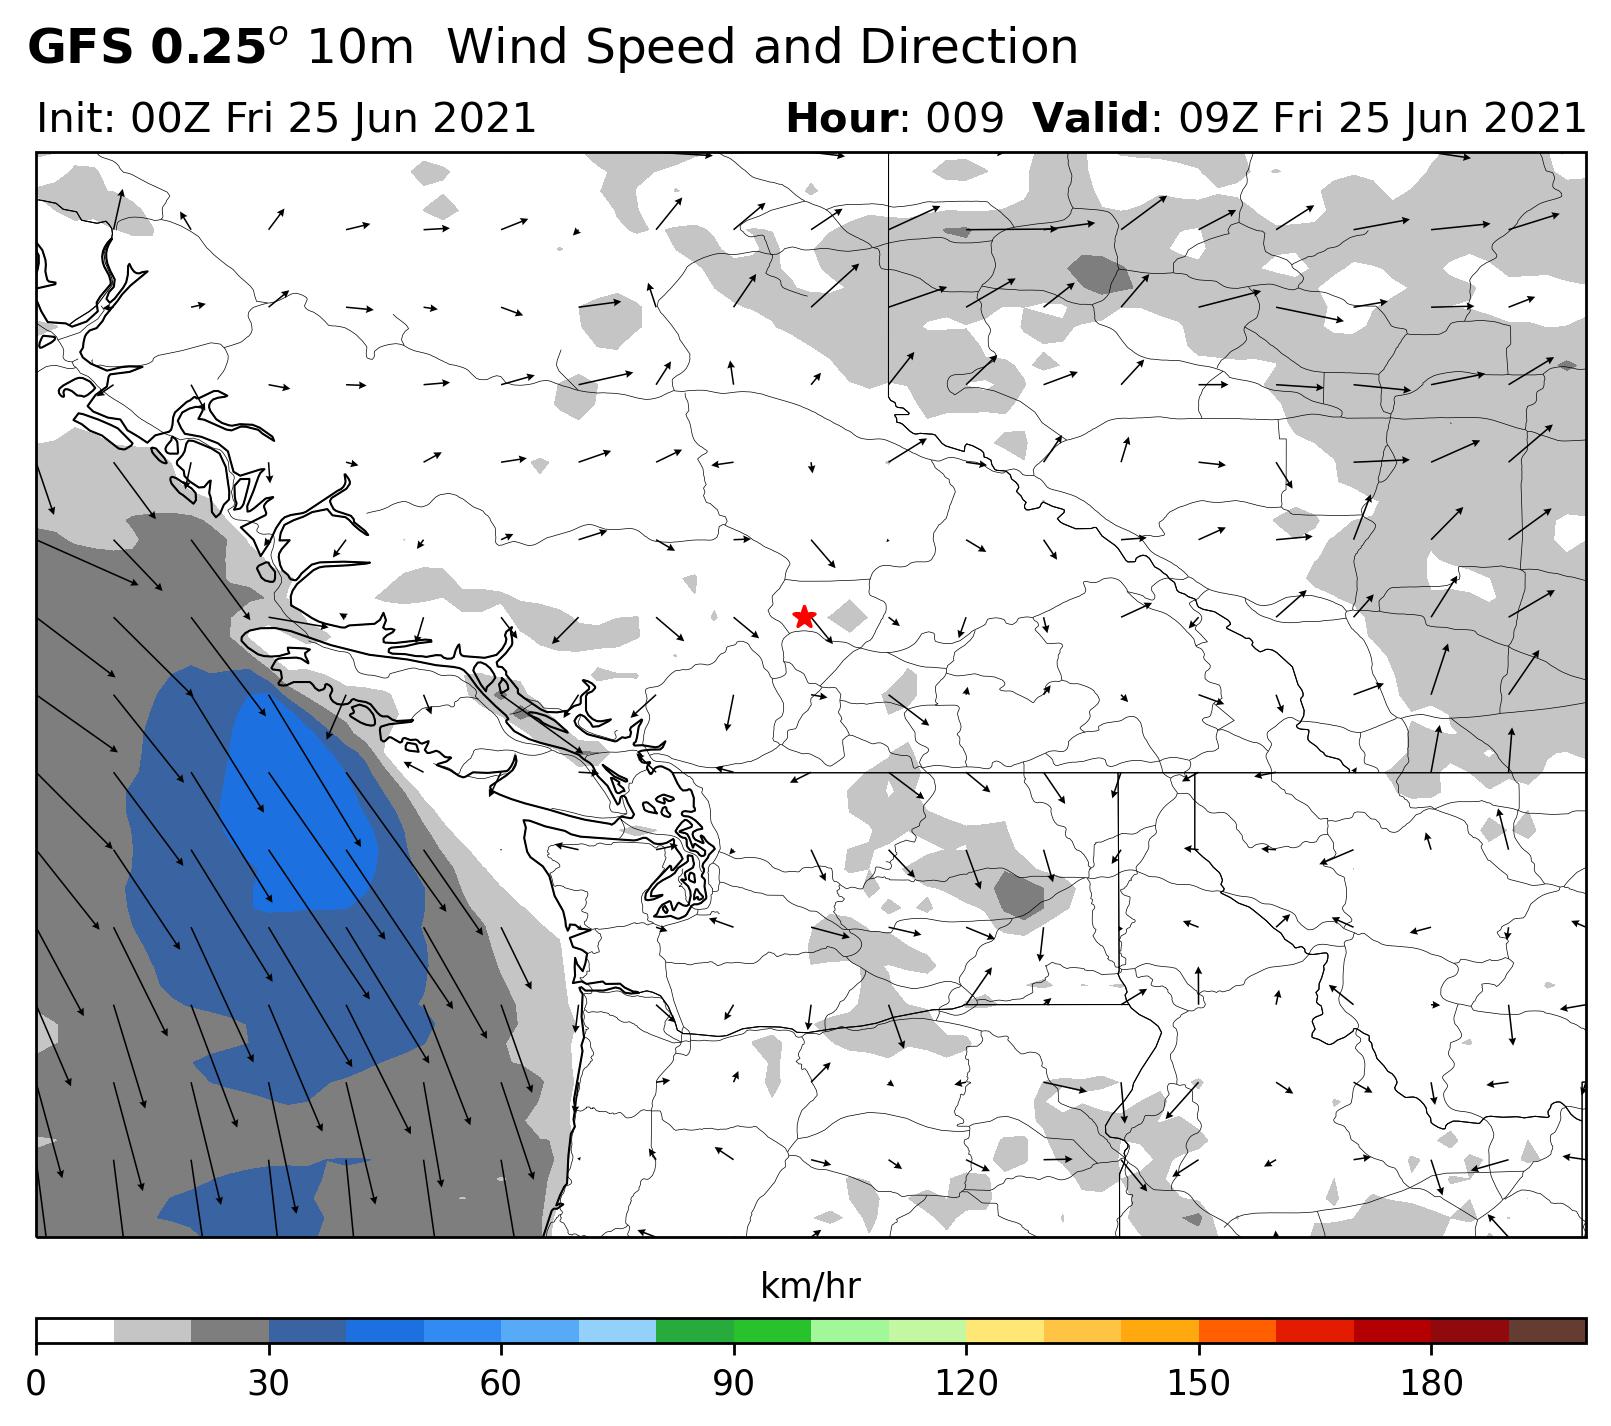 GFS 0.25o 10m Wind Speed and Direction
Init: 00Z Fri 25 Jun 2021 Hour: 009 Valid: 09Z Fri 25 Jun 2021
km/hr
0 30 60 90 120 150 180